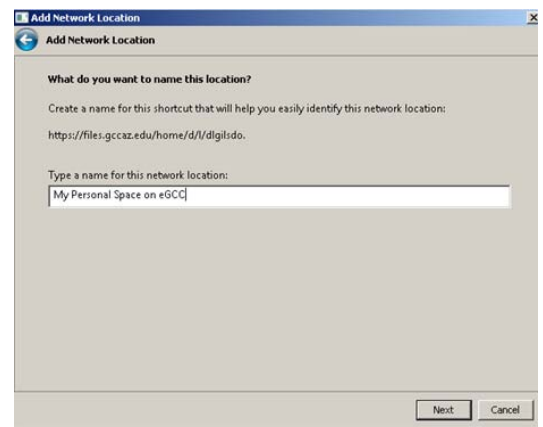 Add Network Location
Add Network Location
What do you want to name this location?
Create a name for this shortcut that will help you easily identify this network location:
https://files.gccaz.edu/home/d/l/dlgilsdo.
Type a name for this network location:
My Personal Space on eGCC
Next Cancel